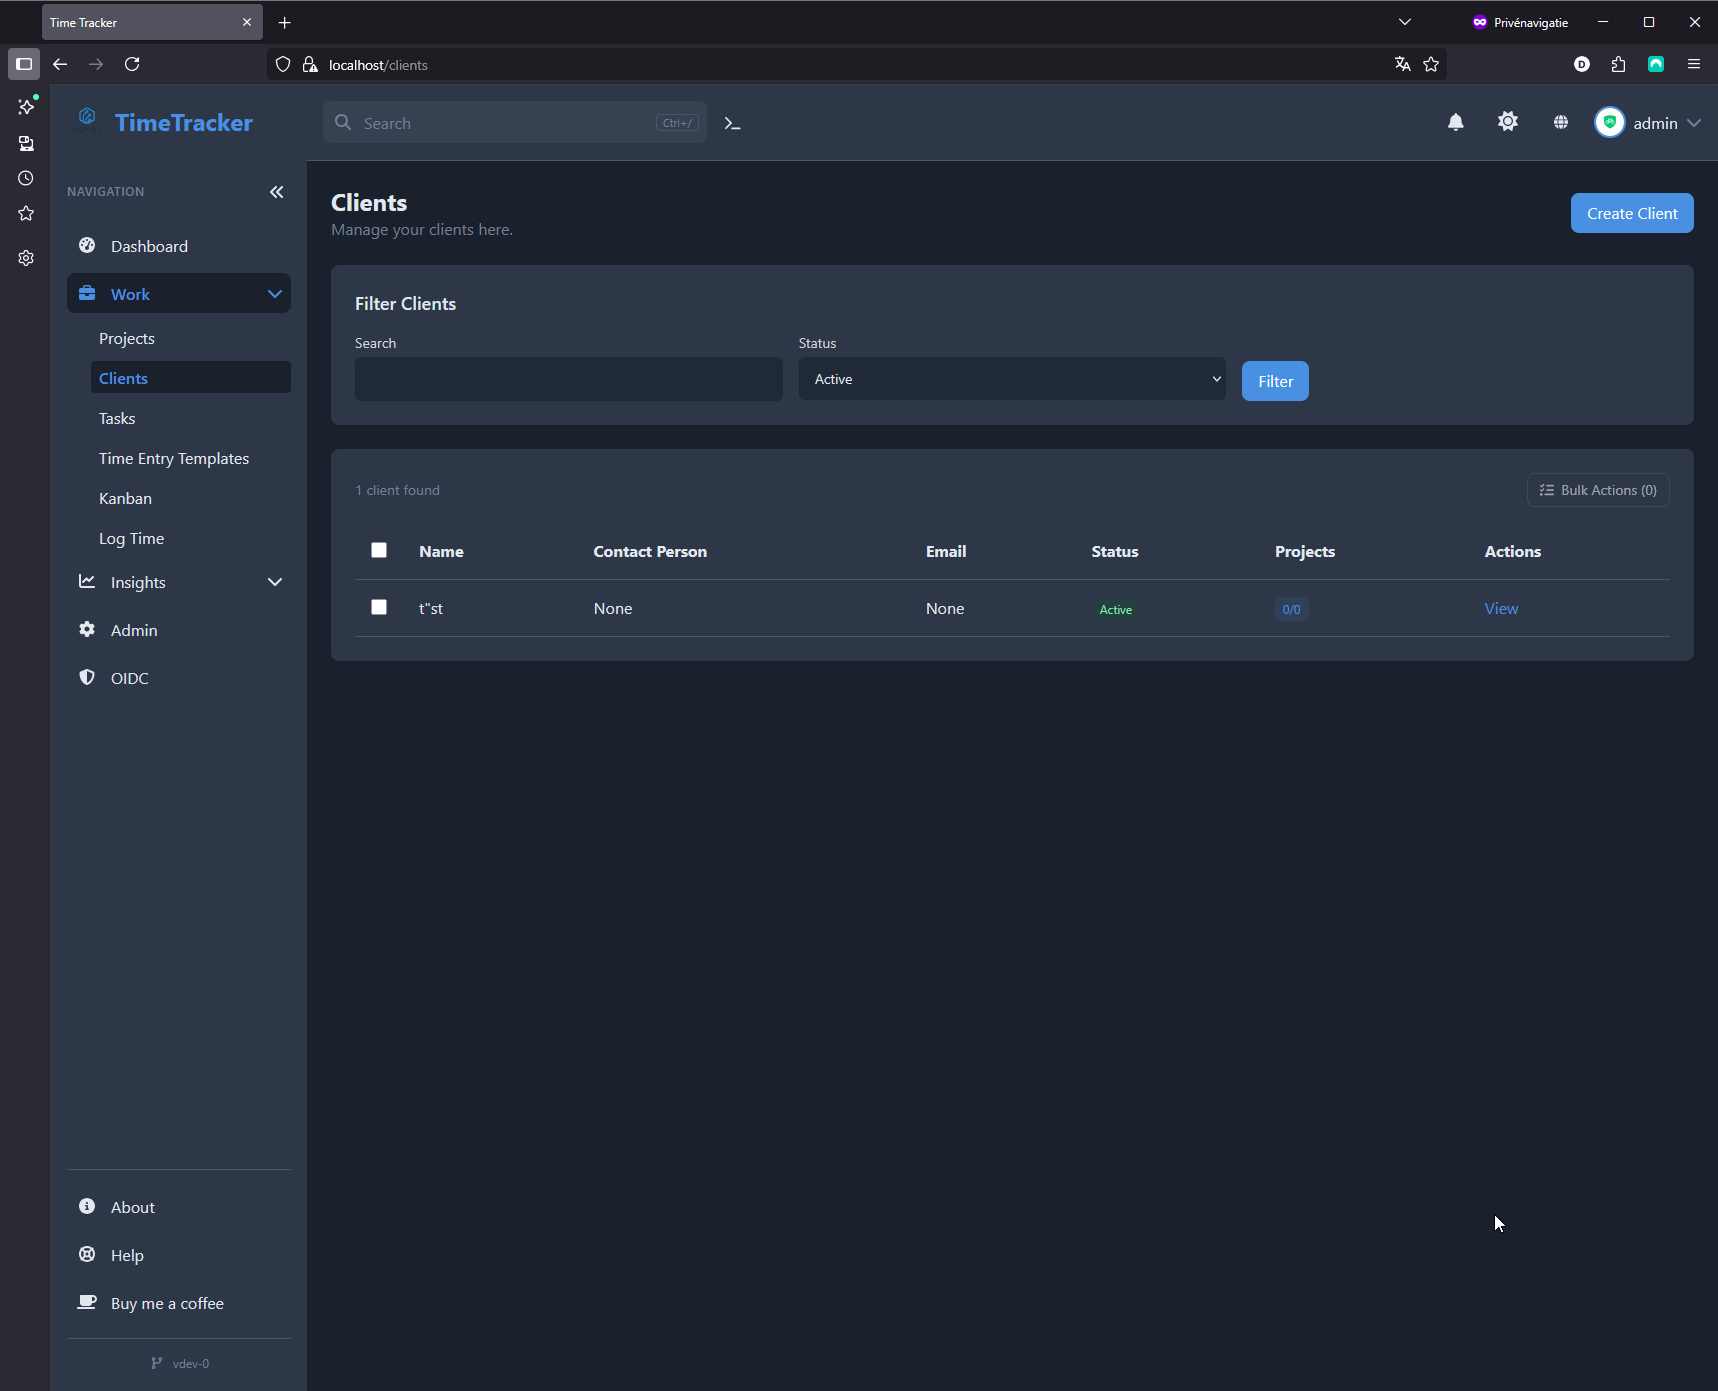 Time Tracker
Privénavigatie
localhost/clients
TimeTracker
Search
Ctrl+/
admin
NAVIGATION
Dashboard
Work
Projects
Clients
Tasks
Time Entry Templates
Kanban
Log Time
Insights
Admin
OIDC
About
Help
Buy me a coffee
vdev-0
Clients
Manage your clients here.
Create Client
Filter Clients
Search
Status
Active
Filter
1 client found
Bulk Actions (0)
Name Contact Person Email Status Projects Actions
t"st None None Active 0/0 View